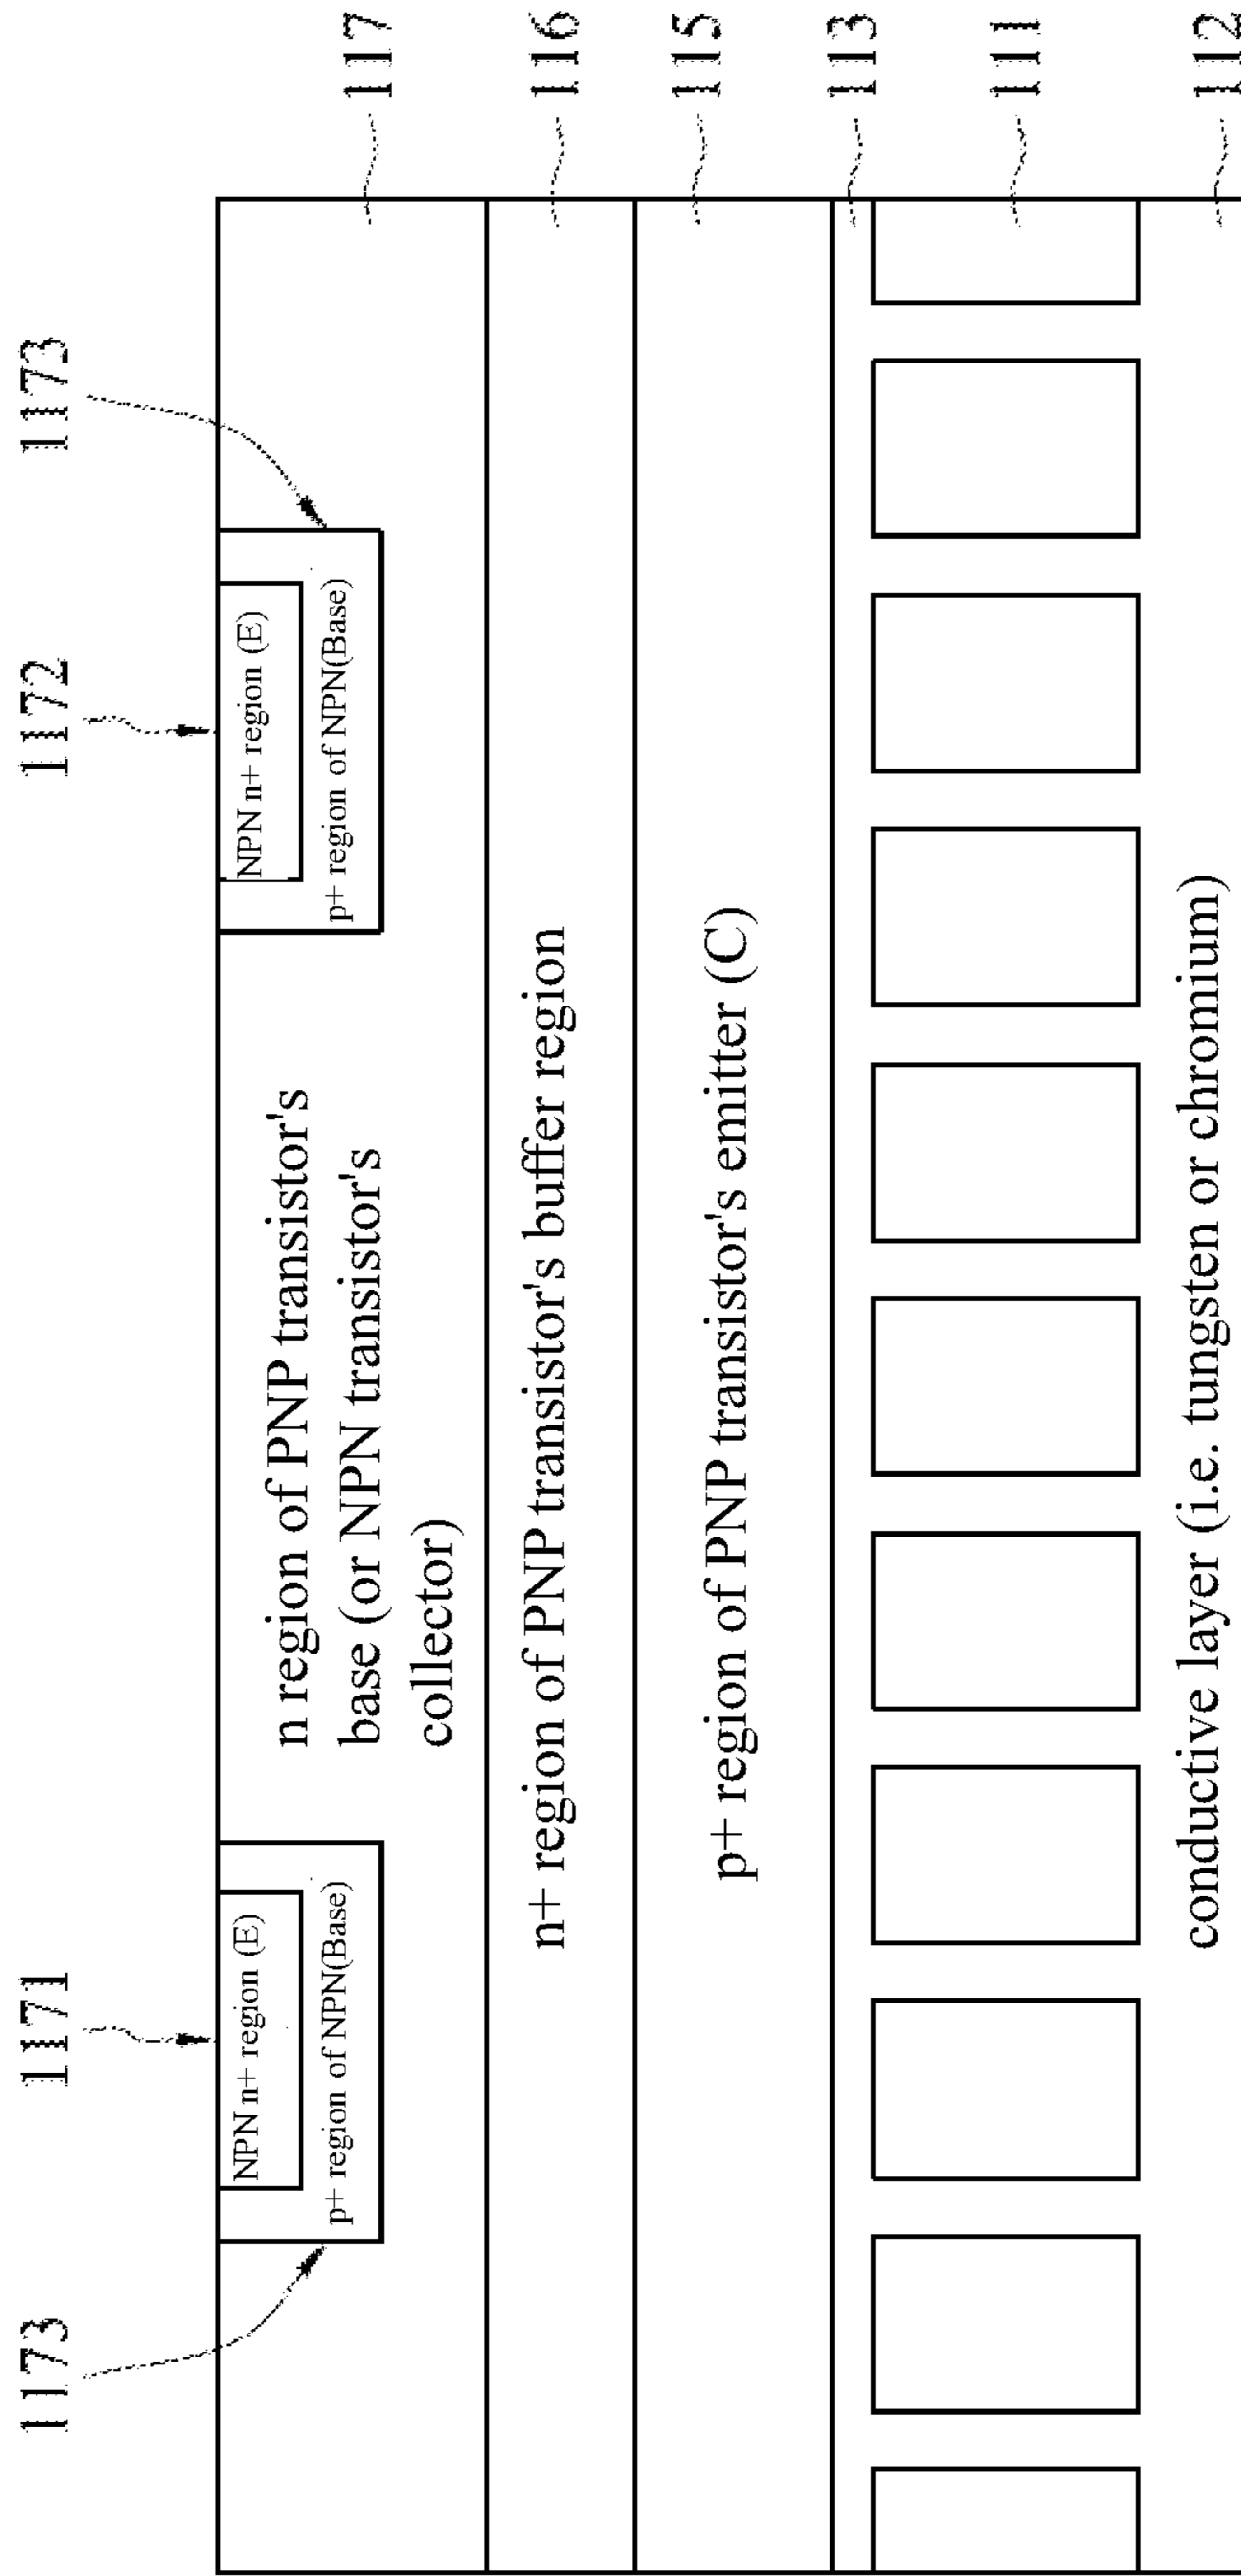 1173
1171
1172
1173
NPN n+ region (E)
p+ region of NPN(Base)
NPN n+ region (E)
p+ region of NPN(Base)
n region of PNP transistor's
base (or NPN transistor's
collector)
117
n+ region of PNP transistor's buffer region
116
p+ region of PNP transistor's emitter (C)
115
113
111
conductive layer (i.e. tungsten or chromium)
112